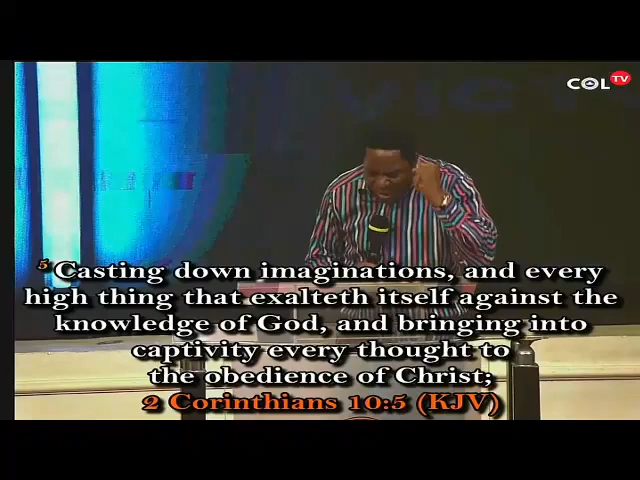 VICT
COL TV
5 Casting down imaginations, and every
high thing that exalteth itself against the
knowledge of God, and bringing into
captivity every thought to
the obedience of Christ;
2 Corinthians 10:5 (KJV)